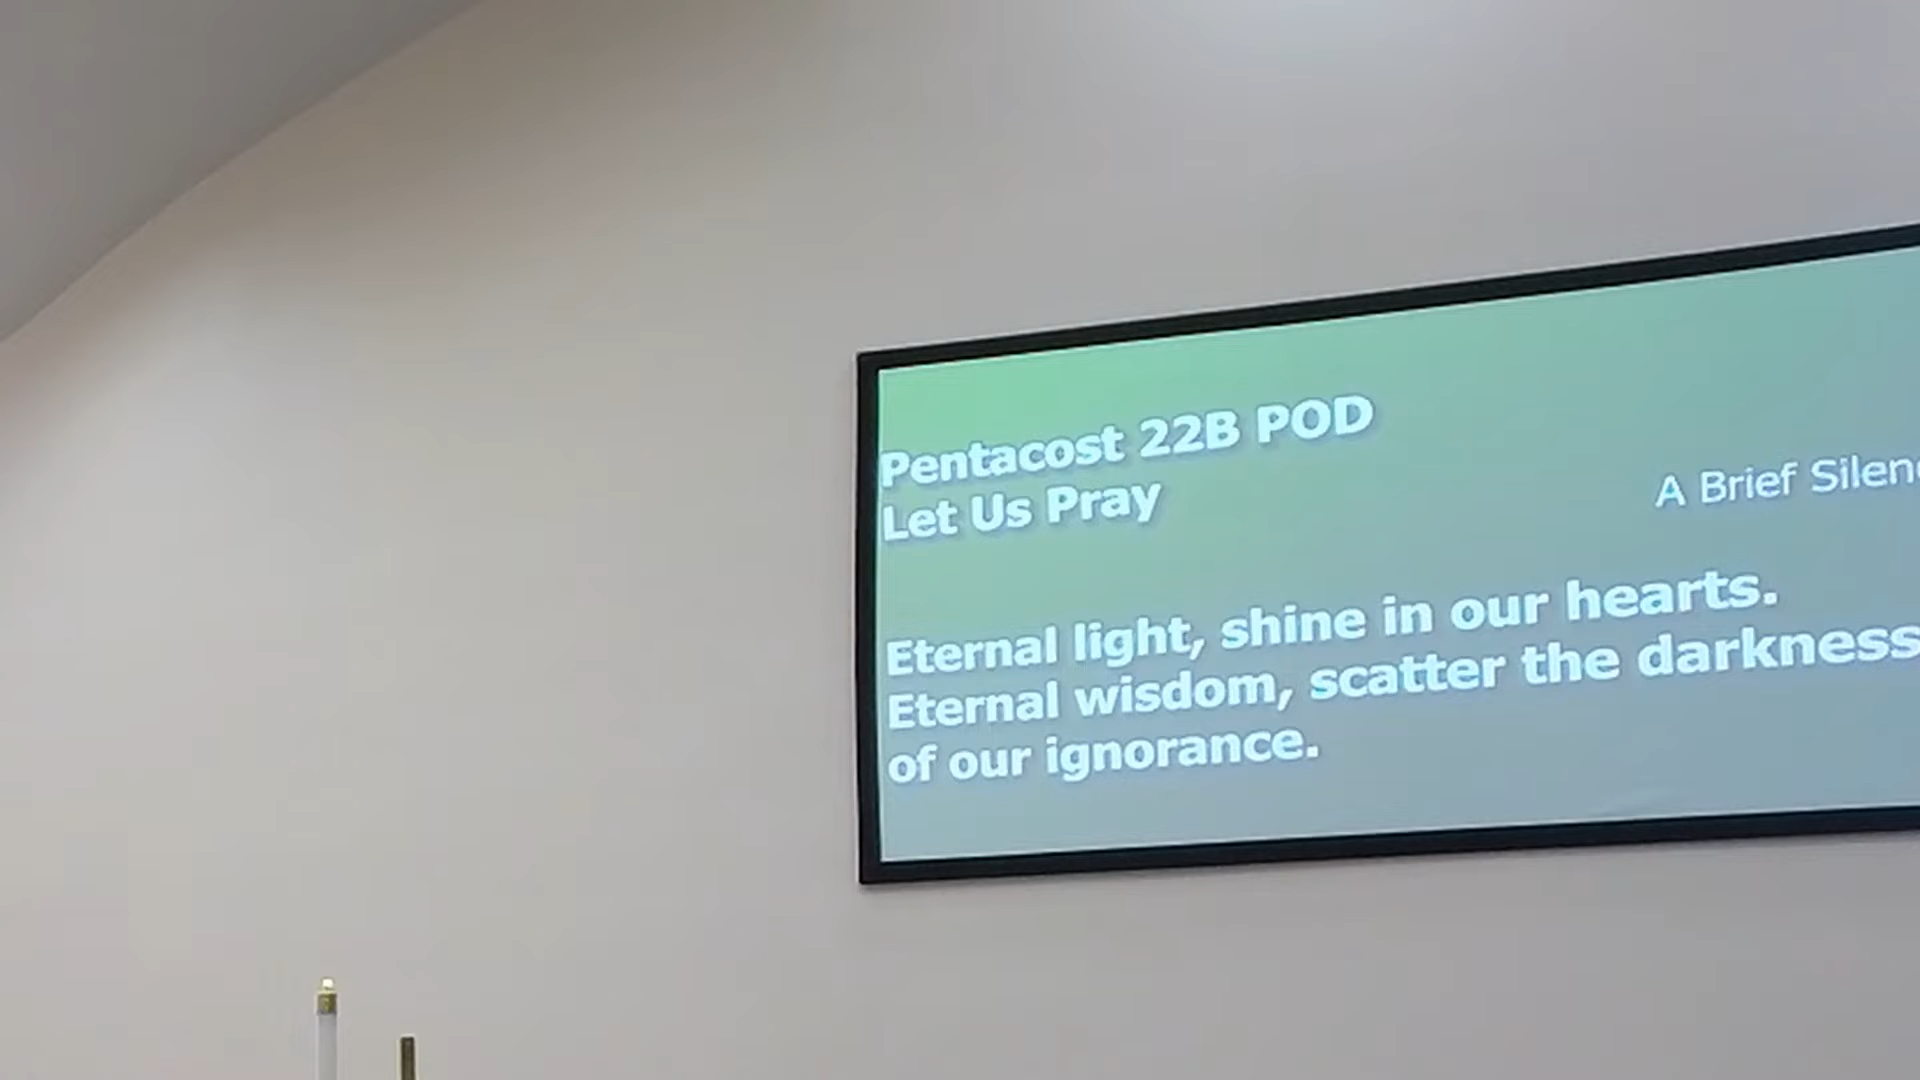 Pentacost 22B POD
Let Us Pray
A Brief
Eternal light, shine in our hearts.
Eternal wisdom, scatter the darkness
of our ignorance.